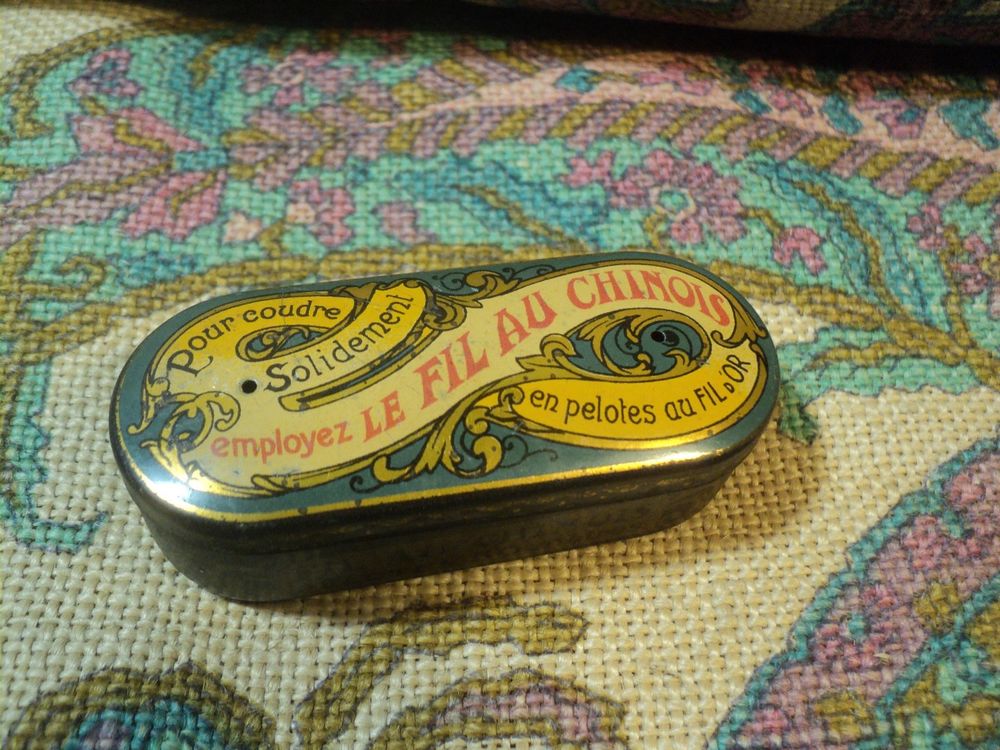 Pour coudre
Solidement
employez LE FIL AU CHINOIS
en pelotes au FIL D'OR